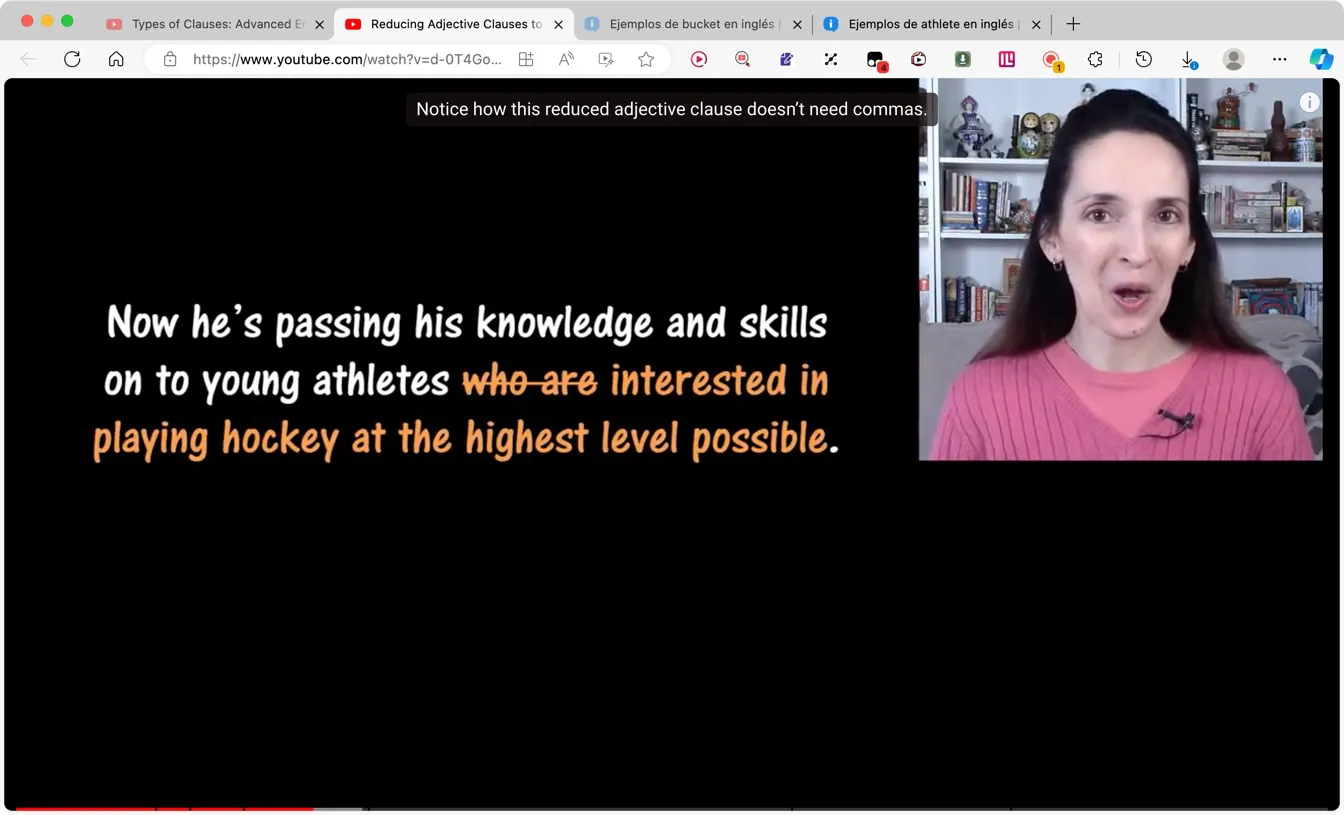 Types of Clauses: Advanced En
Reducing Adjective Clauses to
Ejemplos de bucket en inglés |
Ejemplos de athlete en inglés |
https://www.youtube.com/watch?v=d-0T4Go...
4
1
Notice how this reduced adjective clause doesn’t need commas.
Now he’s passing his knowledge and skills
on to young athletes who are interested in
playing hockey at the highest level possible.